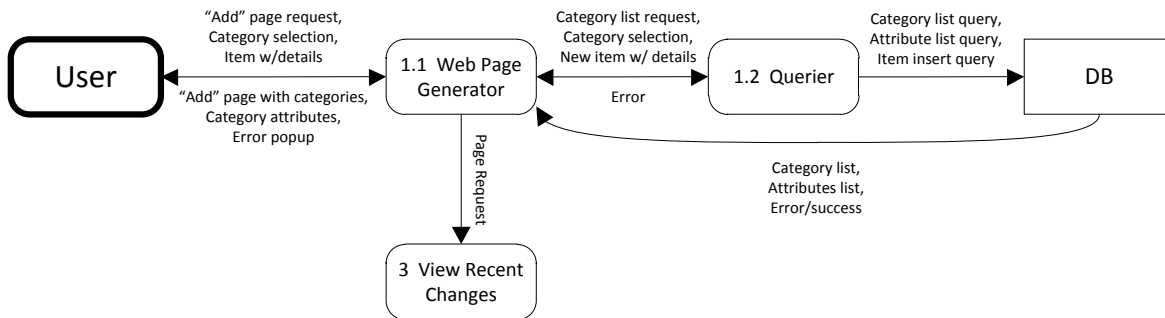 “Add” page request,
Category selection,
Item w/details
User
“Add” page with categories,
Category attributes,
Error popup
1.1  Web Page
Generator
Category list request,
Category selection,
New item w/ details
Error
1.2  Querier
Category list query,
Attribute list query,
Item insert query
DB
Category list,
Attributes list,
Error/success
Page Request
3  View Recent
Changes